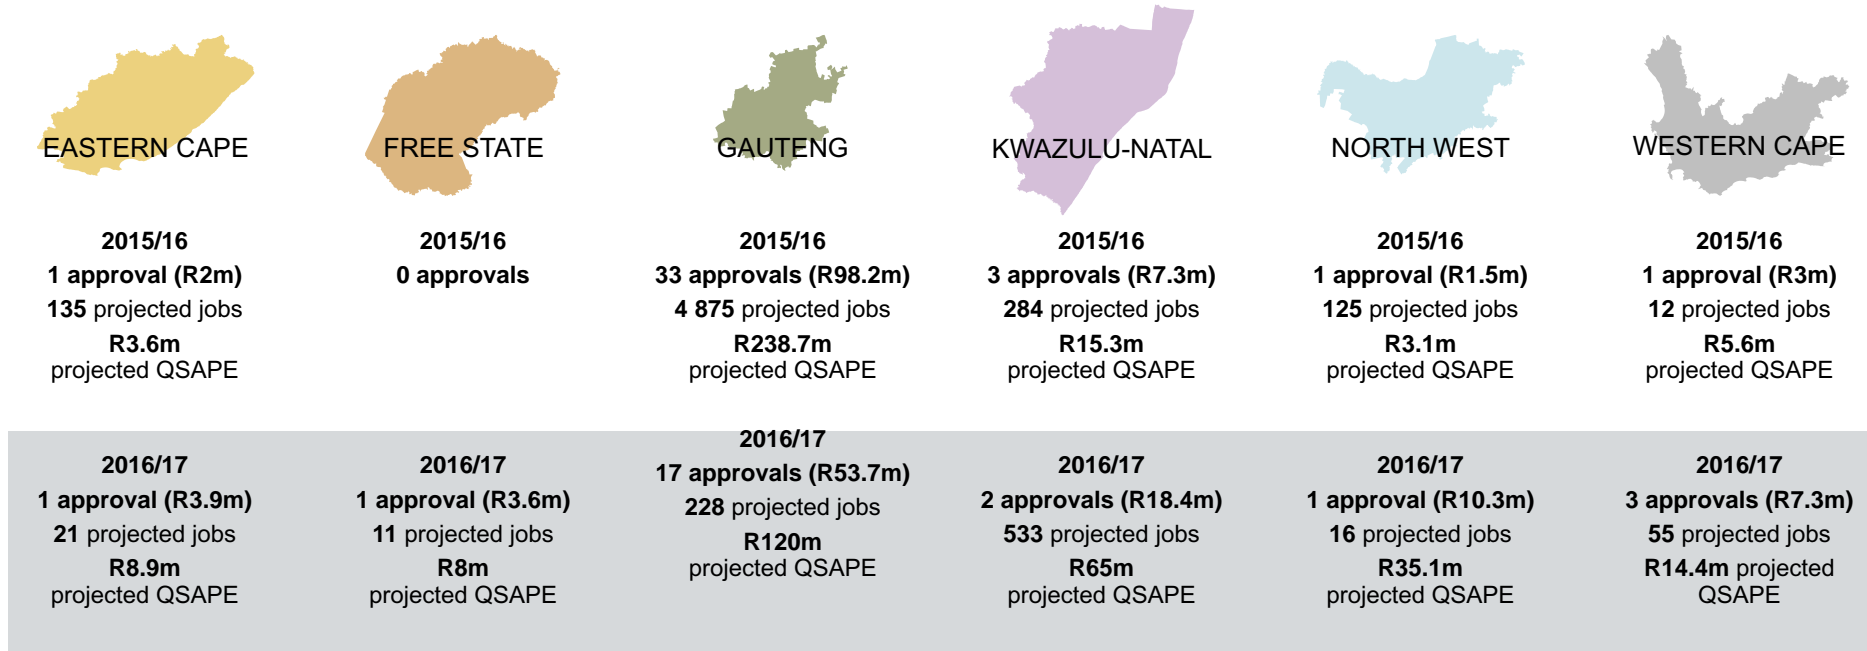 EASTERN CAPE
2015/16
1 approval (R2m)
135 projected jobs
R3.6m
projected QSAPE
2016/17
1 approval (R3.9m)
21 projected jobs
R8.9m
projected QSAPE
FREE STATE
2015/16
0 approvals
2016/17
1 approval (R3.6m)
11 projected jobs
R8m
projected QSAPE
GAUTENG
2015/16
33 approvals (R98.2m)
4 875 projected jobs
R238.7m
projected QSAPE
2016/17
17 approvals (R53.7m)
228 projected jobs
R120m
projected QSAPE
KWAZULU-NATAL
2015/16
3 approvals (R7.3m)
284 projected jobs
R15.3m
projected QSAPE
2016/17
2 approvals (R18.4m)
533 projected jobs
R65m
projected QSAPE
NORTH WEST
2015/16
1 approval (R1.5m)
125 projected jobs
R3.1m
projected QSAPE
2016/17
1 approval (R10.3m)
16 projected jobs
R35.1m
projected QSAPE
WESTERN CAPE
2015/16
1 approval (R3m)
12 projected jobs
R5.6m
projected QSAPE
2016/17
3 approvals (R7.3m)
55 projected jobs
R14.4m projected
QSAPE